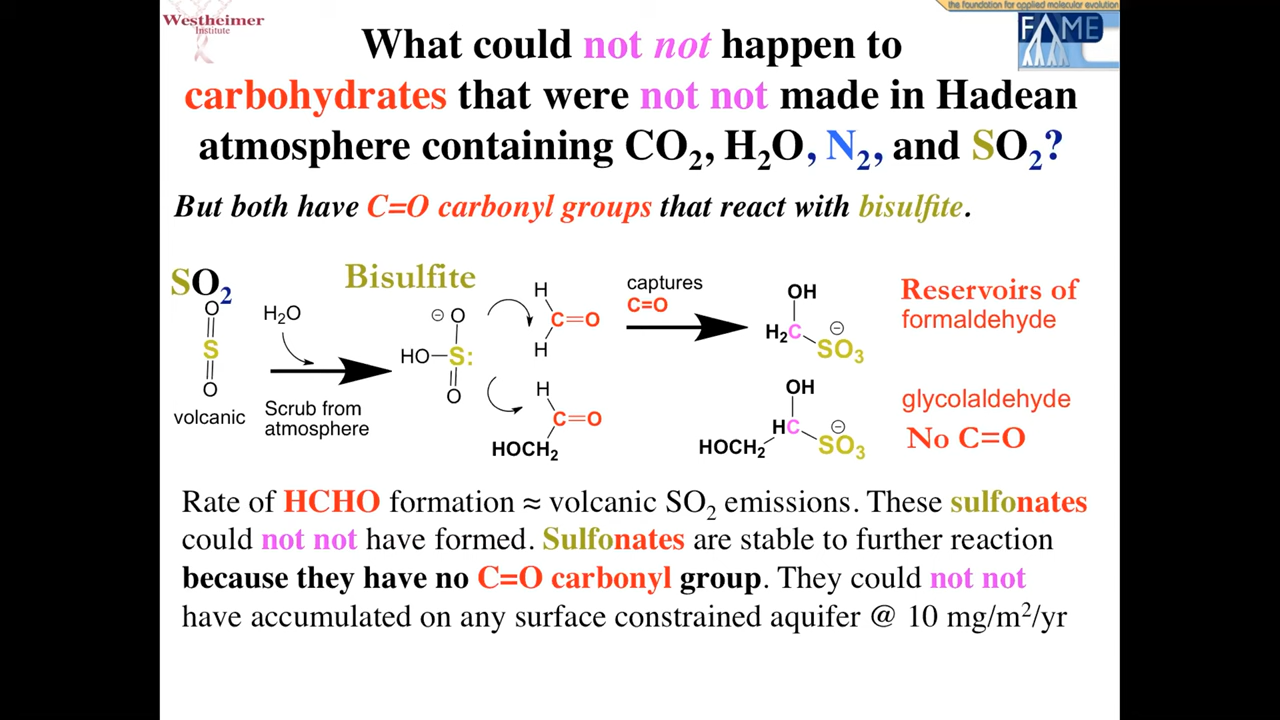 Westheimer
Institute
the foundation for applied molecular evolution
FAME
What could not not happen to
carbohydrates that were not not made in Hadean
atmosphere containing CO₂, H₂O, N₂, and SO₂?
But both have C=O carbonyl groups that react with bisulfite.
SO₂
O
S
O
volcanic
H₂O
Scrub from
atmosphere
Bisulfite
⊖ O
HO–S:
O
H
C=O
H
H
C=O
HOCH₂
captures
C=O
OH
H₂C
⊖
SO₃
OH
HC
⊖
HOCH₂
SO₃
Reservoirs of
formaldehyde
glycolaldehyde
No C=O
Rate of HCHO formation ≈ volcanic SO₂ emissions. These sulfonates
could not not have formed. Sulfonates are stable to further reaction
because they have no C=O carbonyl group. They could not not
have accumulated on any surface constrained aquifer @ 10 mg/m²/yr